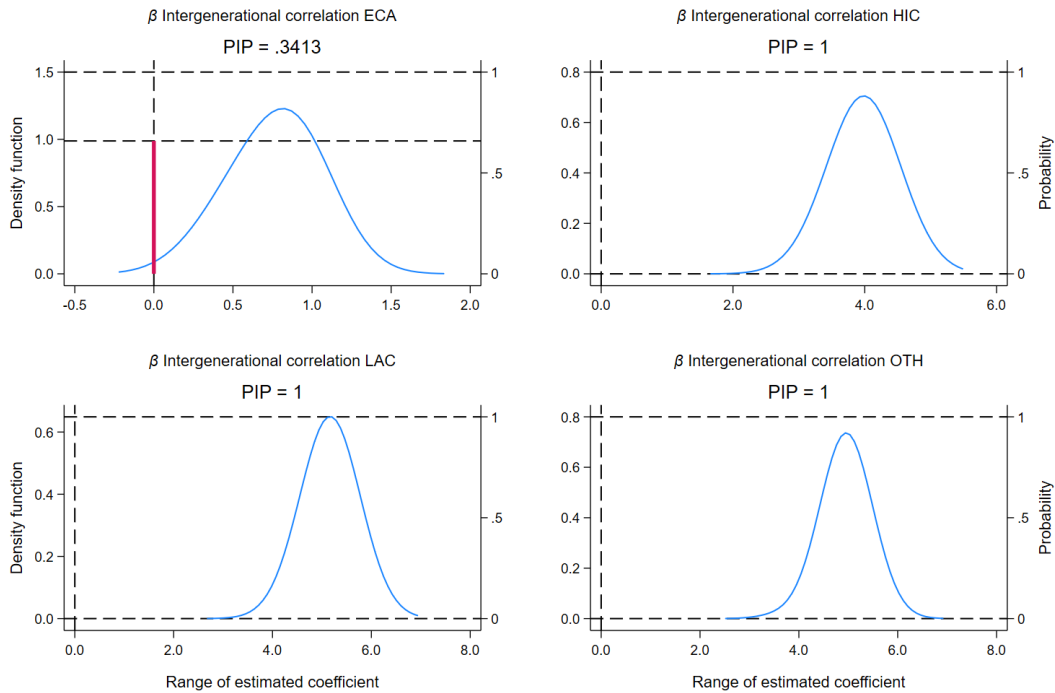 β Intergenerational correlation ECA
PIP = .3413
Density function
1.5
1.0
0.5
0.0
1
.5
0
-0.5 0.0 0.5 1.0 1.5 2.0
β Intergenerational correlation HIC
PIP = 1
0.8
0.6
0.4
0.2
0.0
1
.5
0
Probability
0.0 2.0 4.0 6.0
β Intergenerational correlation LAC
PIP = 1
Density function
0.6
0.4
0.2
0.0
1
.5
0
0.0 2.0 4.0 6.0 8.0
Range of estimated coefficient
β Intergenerational correlation OTH
PIP = 1
0.8
0.6
0.4
0.2
0.0
1
.5
0
Probability
0.0 2.0 4.0 6.0 8.0
Range of estimated coefficient